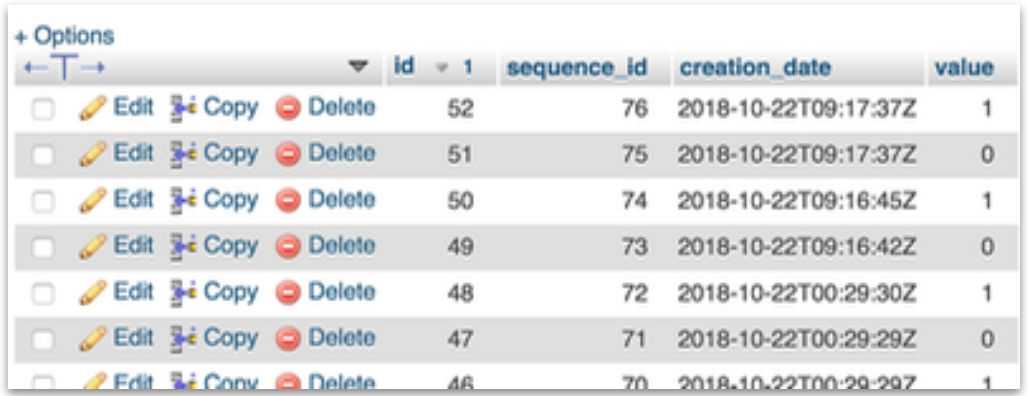 + Options
←T→ ▼ id ▼ 1 sequence_id creation_date value
Edit Copy Delete 52 76 2018-10-22T09:17:37Z 1
Edit Copy Delete 51 75 2018-10-22T09:17:37Z 0
Edit Copy Delete 50 74 2018-10-22T09:16:45Z 1
Edit Copy Delete 49 73 2018-10-22T09:16:42Z 0
Edit Copy Delete 48 72 2018-10-22T00:29:30Z 1
Edit Copy Delete 47 71 2018-10-22T00:29:29Z 0
Edit Copy Delete 46 70 2018-10-22T00:29:29Z 1